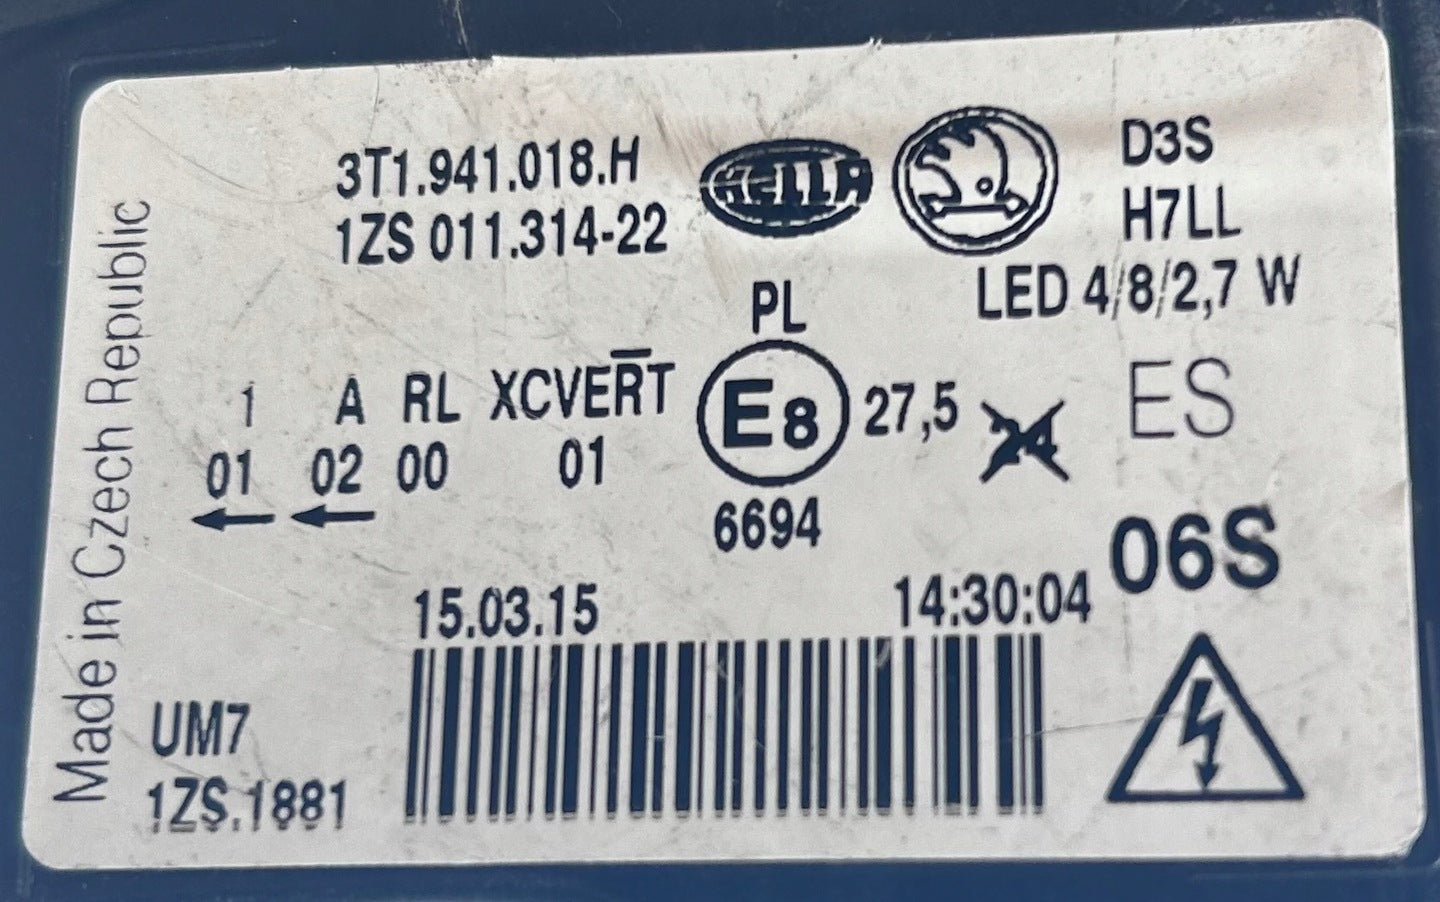 3T1.941.018.H
1ZS 011.314-22
HELLA
D3S
H7LL
LED 4/8/2,7 W
PL
1 A RL XCVER̅T
01 02 00 01
E8
6694
27,5
ES
06S
15.03.15 14:30:04
UM7
1ZS.1881
Made in Czech Republic